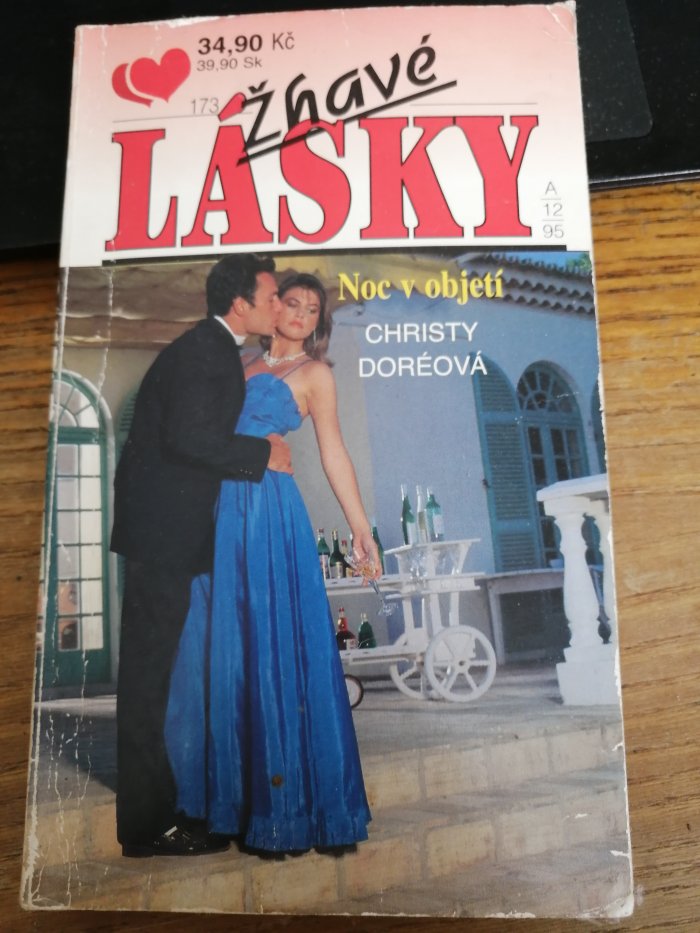 34,90 Kč
39,90 Sk
173
žhavé
LÁSKY
A
12
95
Noc v objetí
CHRISTY
DORÉOVÁ